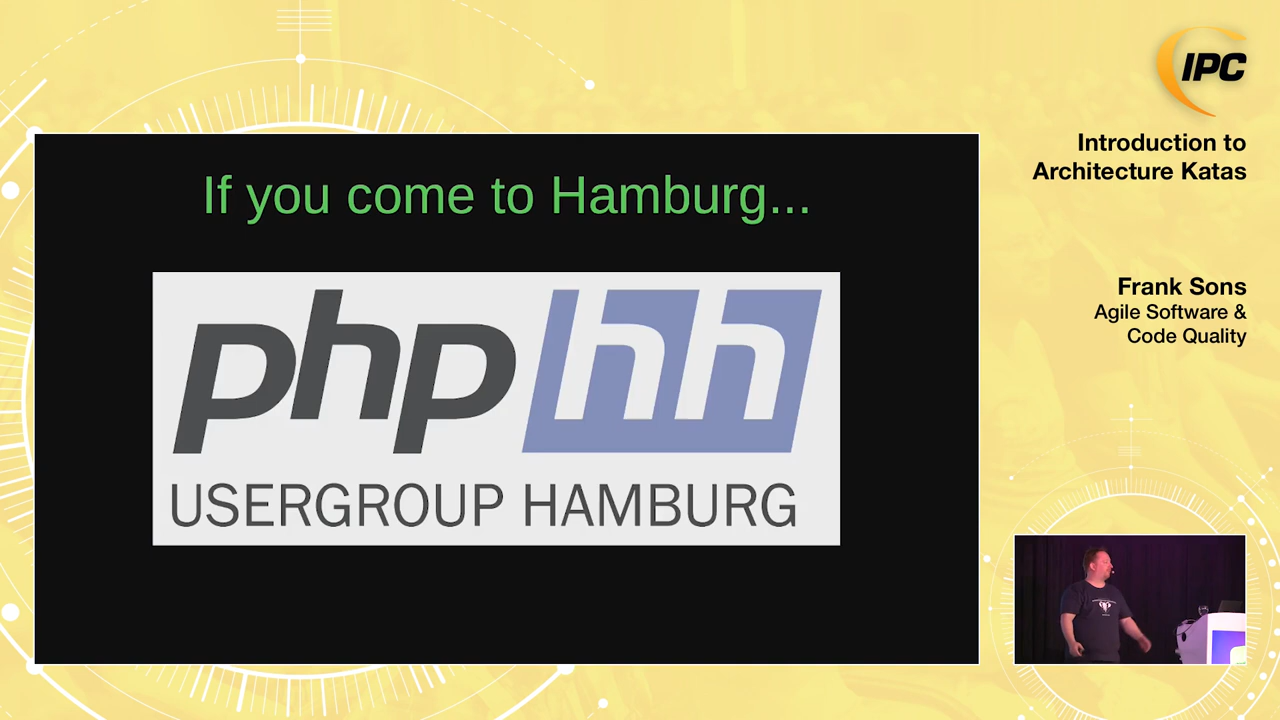 If you come to Hamburg...
php hh
USERGROUP HAMBURG
IPC
Introduction to
Architecture Katas
Frank Sons
Agile Software &
Code Quality